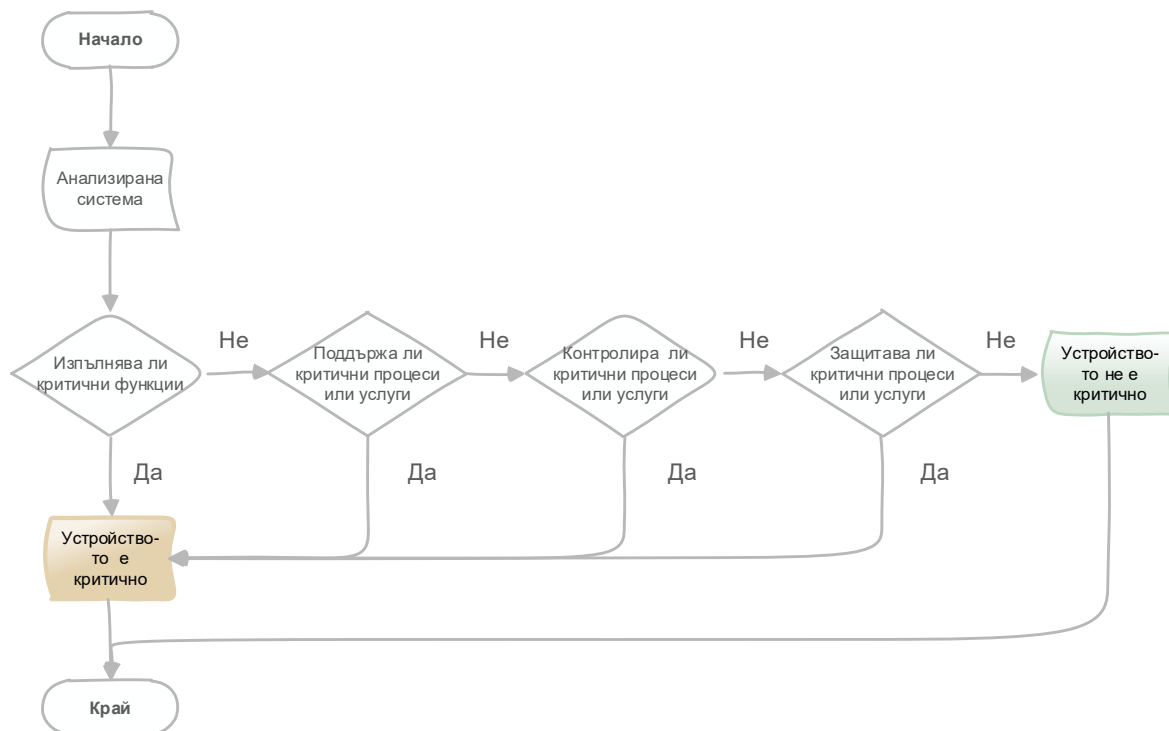 Начало
Анализирана
система
Не
Не
Не
Не
Изпълнява ли
критични функции
Поддържа ли
критични процеси
или услуги
Контролира ли
критични процеси
или услуги
Защитава ли
критични процеси
или услуги
Устройство-
то не е
критично
Да
Да
Да
Да
Устройство-
то е
критично
Край